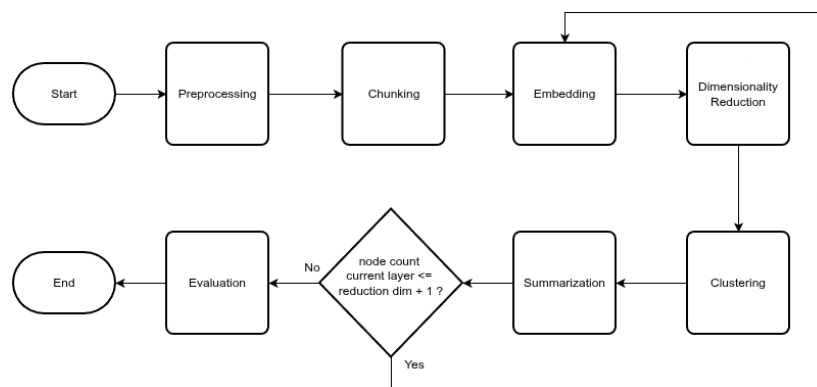 Start
Preprocessing
Chunking
Embedding
Dimensionality
Reduction
Clustering
Summarization
node count
current layer <=
reduction dim + 1 ?
No
Yes
Evaluation
End